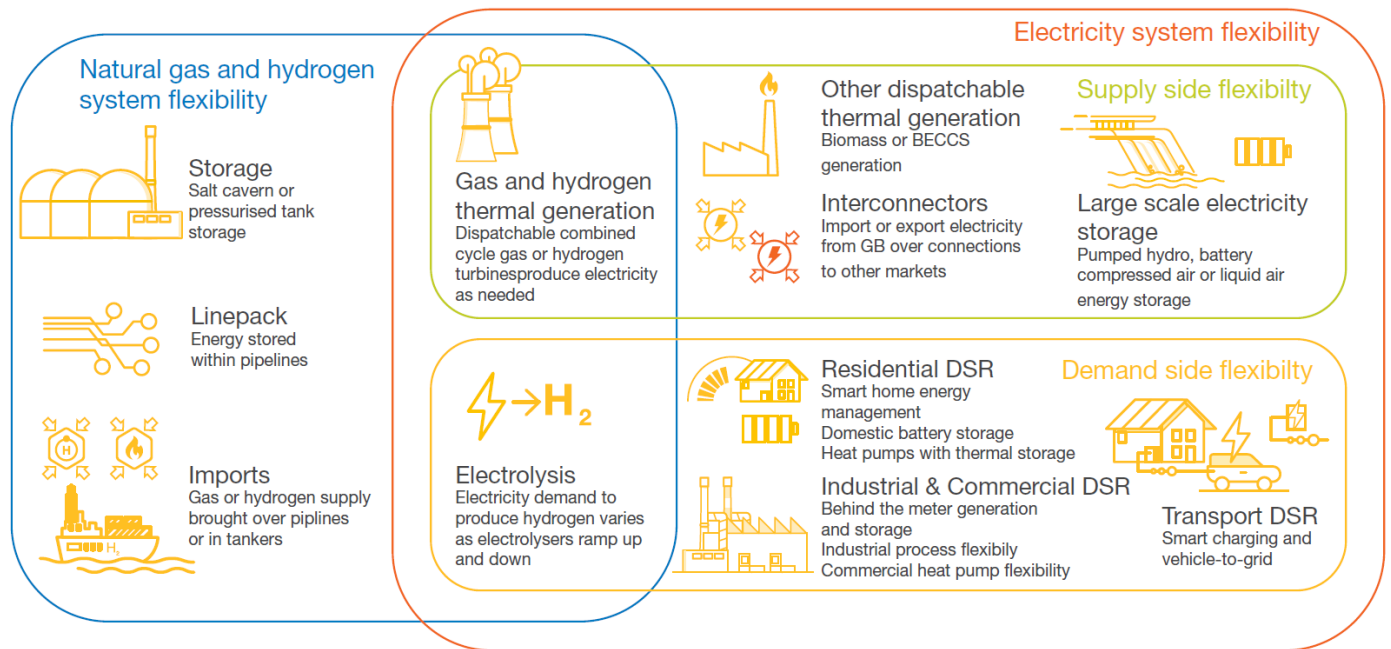 Electricity system flexibility
Natural gas and hydrogen
system flexibility
Storage
Salt cavern or
pressurised tank
storage
Linepack
Energy stored
within pipelines
H
Imports
Gas or hydrogen supply
brought over piplines
or in tankers
H₂
Gas and hydrogen
thermal generation
Dispatchable combined
cycle gas or hydrogen
turbinesproduce electricity
as needed
Other dispatchable
thermal generation
Biomass or BECCS
generation
Interconnectors
Import or export electricity
from GB over connections
to other markets
Supply side flexibilty
Large scale electricity
storage
Pumped hydro, battery
compressed air or liquid air
energy storage
H₂
Electrolysis
Electricity demand to
produce hydrogen varies
as electrolysers ramp up
and down
Residential DSR
Smart home energy
management
Domestic battery storage
Heat pumps with thermal storage
Industrial & Commercial DSR
Behind the meter generation
and storage
Industrial process flexibily
Commercial heat pump flexibility
Demand side flexibilty
Transport DSR
Smart charging and
vehicle-to-grid